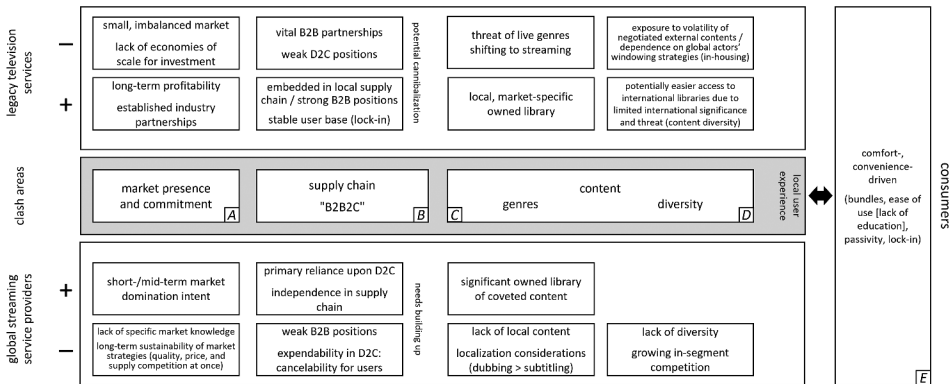 legacy television
services
−
+
small, imbalanced market
lack of economies of
scale for investment
vital B2B partnerships
weak D2C positions
potential cannibalization
threat of live genres
shifting to streaming
exposure to volatility of
negotiated external contents /
dependence on global actors'
windowing strategies (in-housing)
long-term profitability
established industry
partnerships
embedded in local supply
chain / strong B2B positions
stable user base (lock-in)
local, market-specific
owned library
potentially easier access to
international libraries due to
limited international significance
and threat (content diversity)
clash areas
market presence
and commitment
A
supply chain
"B2B2C"
B
content
genres diversity
C
D
local user
experience
global streaming
service providers
+
−
short-/mid-term market
domination intent
primary reliance upon D2C
independence in supply
chain
needs building up
significant owned library
of coveted content
lack of specific market knowledge
long-term sustainability of market
strategies (quality, price, and
supply competition at once)
weak B2B positions
expendability in D2C:
cancelability for users
lack of local content
localization considerations
(dubbing > subtitling)
lack of diversity
growing in-segment
competition
comfort-,
convenience-
driven
(bundles, ease of
use [lack of
education],
passivity, lock-in)
E
consumers